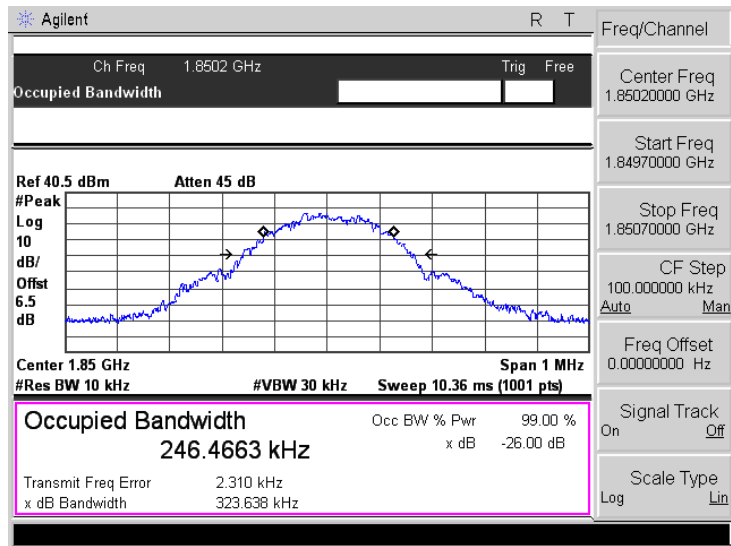 Agilent R T
Ch Freq 1.8502 GHz Trig Free
Occupied Bandwidth
Ref 40.5 dBm Atten 45 dB
#Peak
Log
10
dB/
Offst
6.5
dB
Center 1.85 GHz Span 1 MHz
#Res BW 10 kHz #VBW 30 kHz Sweep 10.36 ms (1001 pts)
Occupied Bandwidth Occ BW % Pwr 99.00 %
246.4663 kHz x dB -26.00 dB
Transmit Freq Error 2.310 kHz
x dB Bandwidth 323.638 kHz
Freq/Channel
Center Freq
1.85020000 GHz
Start Freq
1.84970000 GHz
Stop Freq
1.85070000 GHz
CF Step
100.000000 kHz
Auto Man
Freq Offset
0.00000000 Hz
Signal Track
On Off
Scale Type
Log Lin